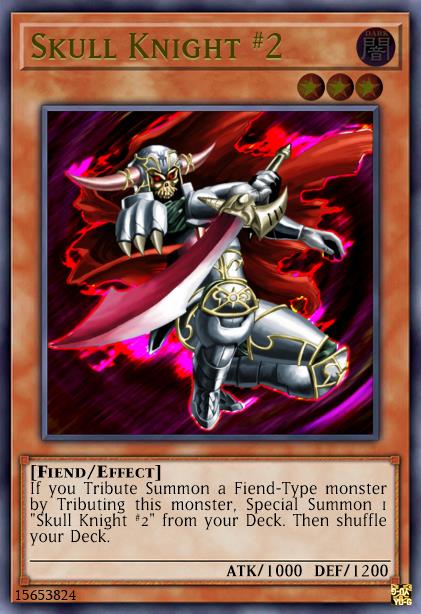 Skull Knight #2
DARK
闇
[Fiend/Effect]
If you Tribute Summon a Fiend-Type monster
by Tributing this monster, Special Summon 1
"Skull Knight #2" from your Deck. Then shuffle
your Deck.
ATK/1000 DEF/1200
15653824